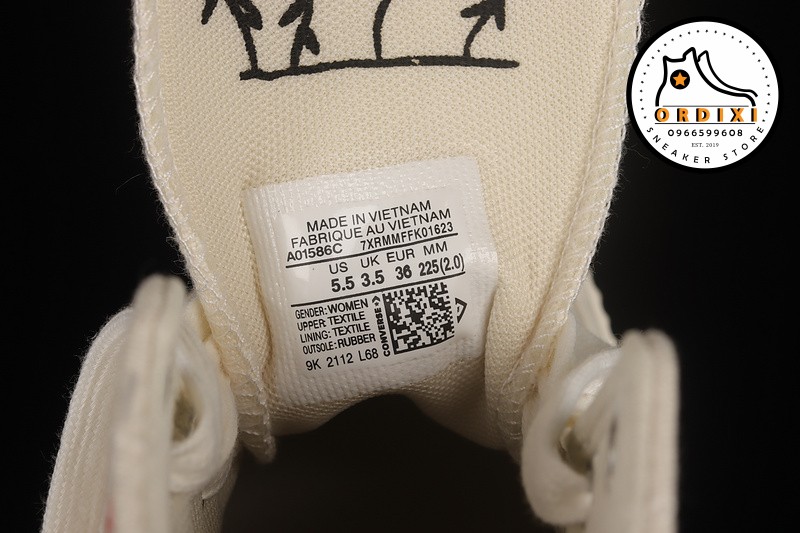 ORDIXI
0966599608
EST. 2019
SNEAKER STORE
MADE IN VIETNAM
FABRIQUE AU VIETNAM
A01586C 7XRMMFFK01623
US UK EUR MM
5.5 3.5 36 225(2.0)
GENDER: WOMEN
UPPER: TEXTILE
LINING: TEXTILE
OUTSOLE: RUBBER
CONVERSE
9K 2112 L68